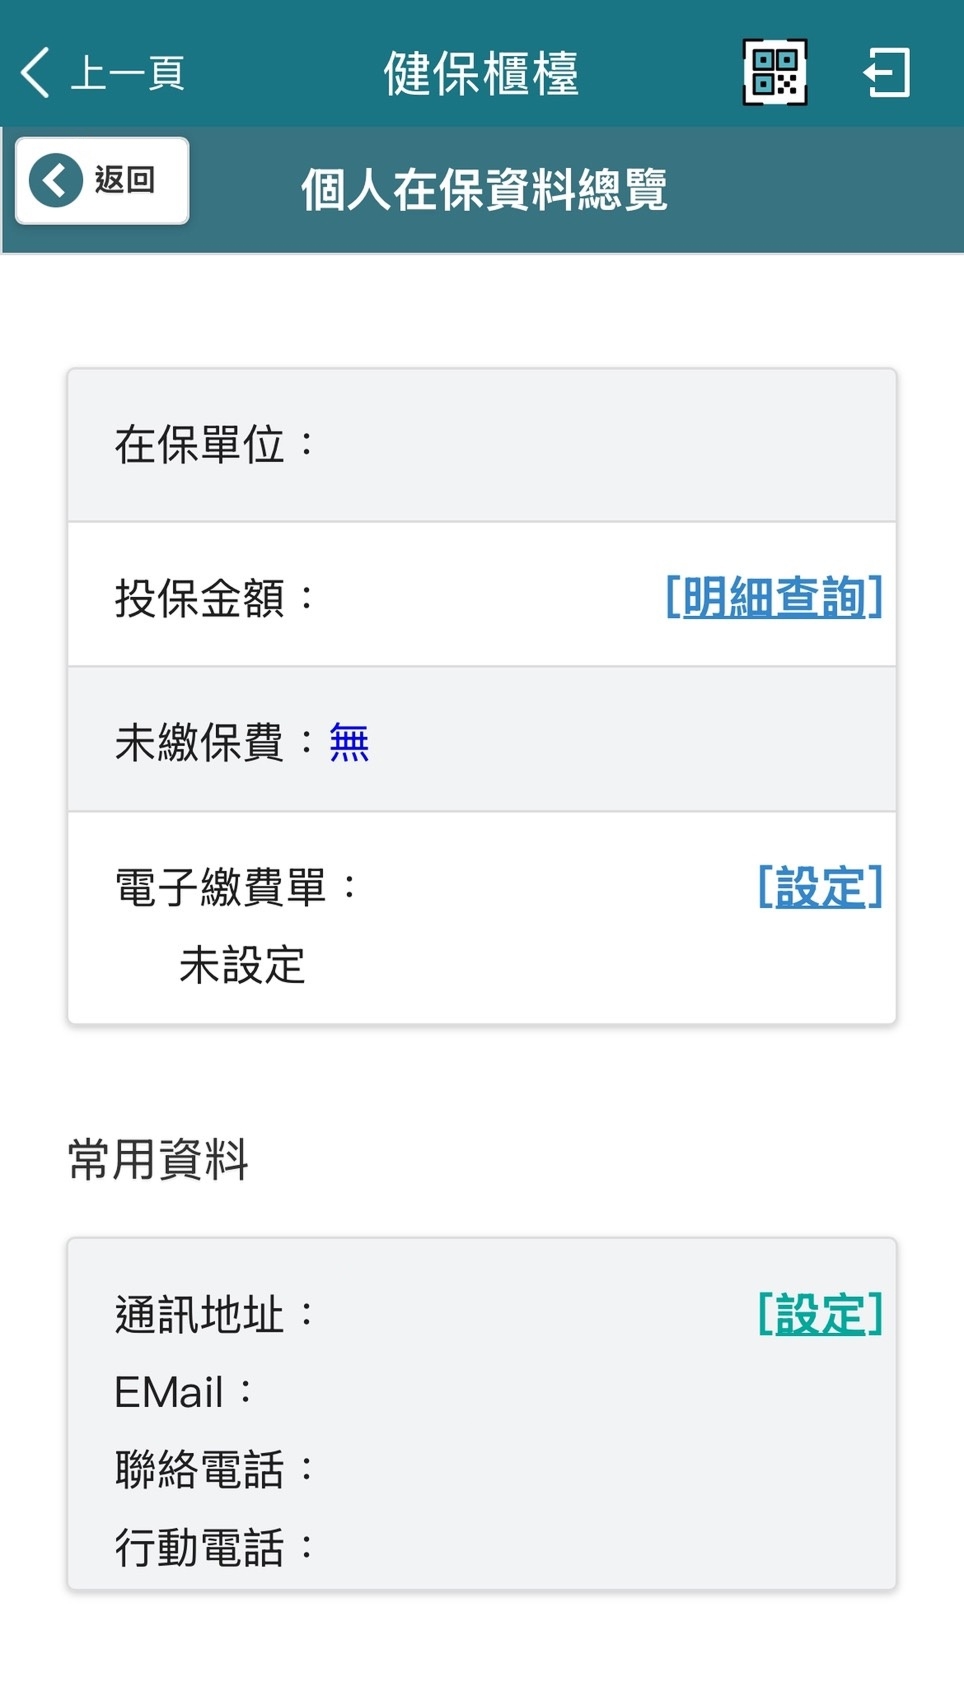 上一頁
健保櫃檯
返回
個人在保資料總覽
在保單位：
投保金額：
[明細查詢]
未繳保費：無
電子繳費單：
[設定]
未設定
常用資料
通訊地址：
[設定]
EMail：
聯絡電話：
行動電話：